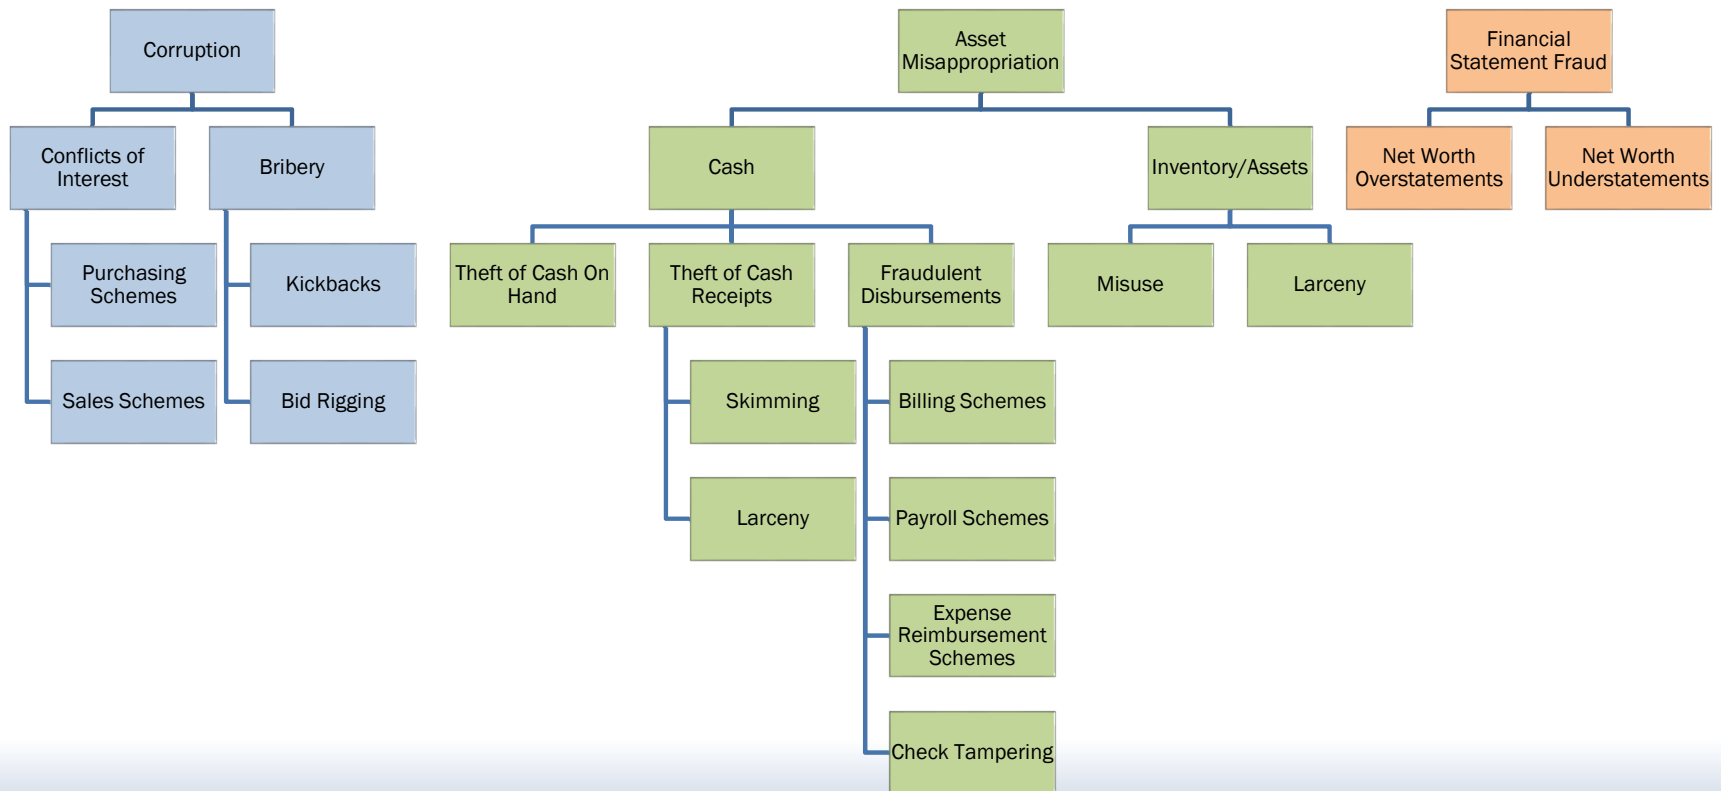 Corruption
Asset
Misappropriation
Financial
Statement Fraud
Conflicts of
Interest
Bribery
Cash
Inventory/Assets
Net Worth
Overstatements
Net Worth
Understatements
Purchasing
Schemes
Kickbacks
Theft of Cash On
Hand
Theft of Cash
Receipts
Fraudulent
Disbursements
Misuse
Larceny
Sales Schemes
Bid Rigging
Skimming
Billing Schemes
Larceny
Payroll Schemes
Expense
Reimbursement
Schemes
Check Tampering